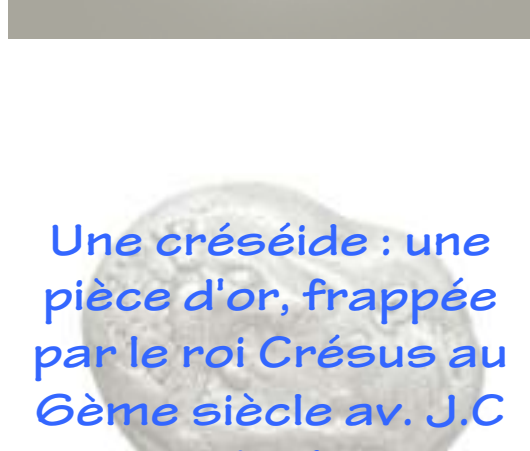 Une créséide : une
pièce d'or, frappée
par le roi Crésus au
6ème siècle av. J.C